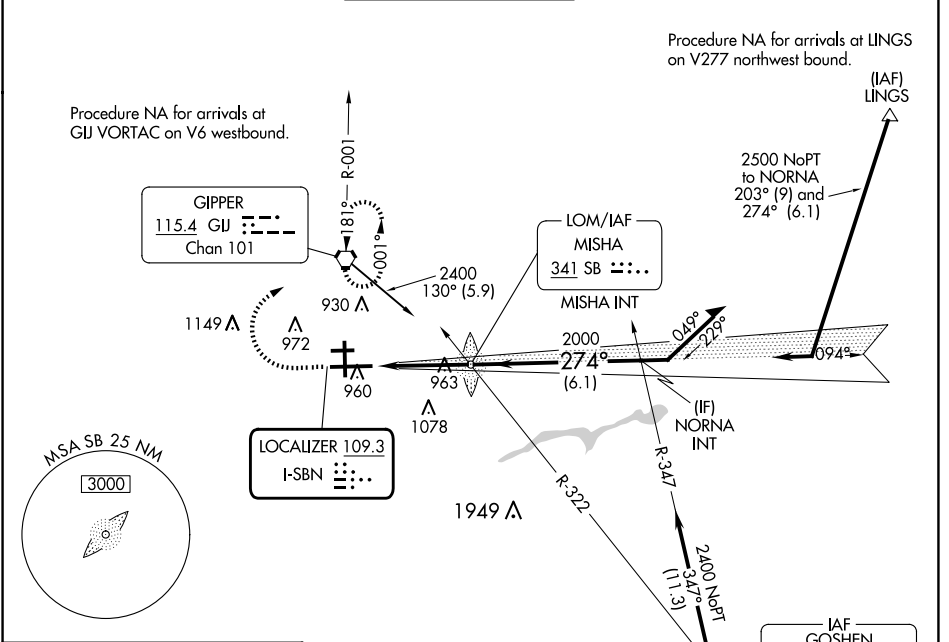 Procedure NA for arrivals at LINGS
on V277 northwest bound.
(IAF)
LINGS
Procedure NA for arrivals at
GIJ VORTAC on V6 westbound.
R-001
181°
001°
2500 NoPT
to NORNA
203° (9) and
274° (6.1)
GIPPER
115.4 GIJ
Chan 101
LOM/IAF
MISHA
341 SB
MISHA INT
2400
130° (5.9)
930
1149
972
960
963
1078
2000
274°
(6.1)
049°
229°
094°
(IF)
NORNA
INT
LOCALIZER 109.3
I-SBN
MSA SB 25 NM
3000
1949
R-322
R-347
2400 NoPT
347°
(11.3)
IAF
GOSHEN